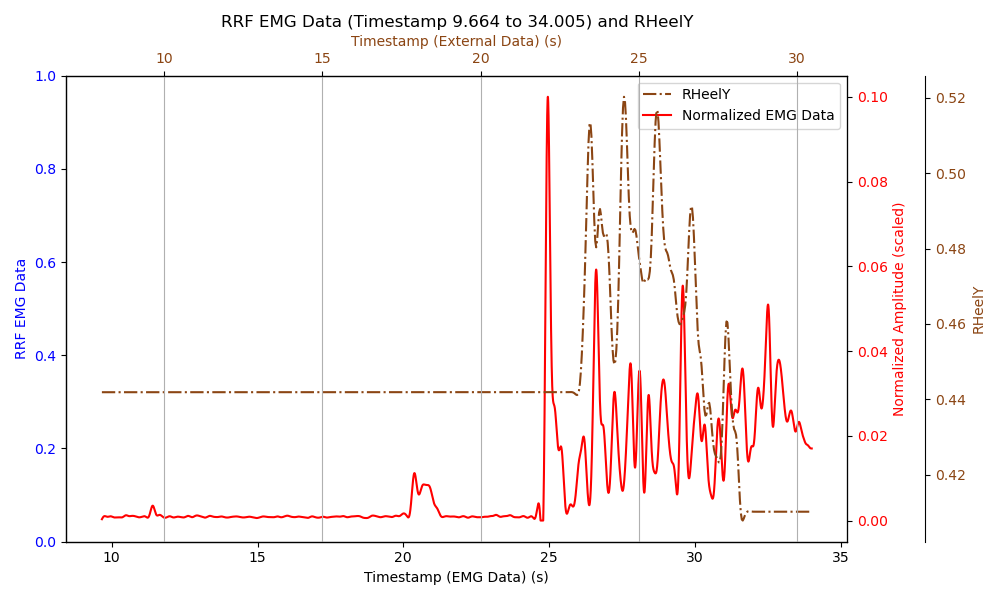 RRF EMG Data (Timestamp 9.664 to 34.005) and RHeelY
Timestamp (External Data) (s)
10 15 20 25 30
1.0
0.8
0.6
0.4
0.2
0.0
RRF EMG Data
RHeelY
Normalized EMG Data
0.10
0.08
0.06
0.04
0.02
0.00
Normalized Amplitude (scaled)
0.52
0.50
0.48
0.46
0.44
0.42
RHeelY
10 15 20 25 30 35
Timestamp (EMG Data) (s)